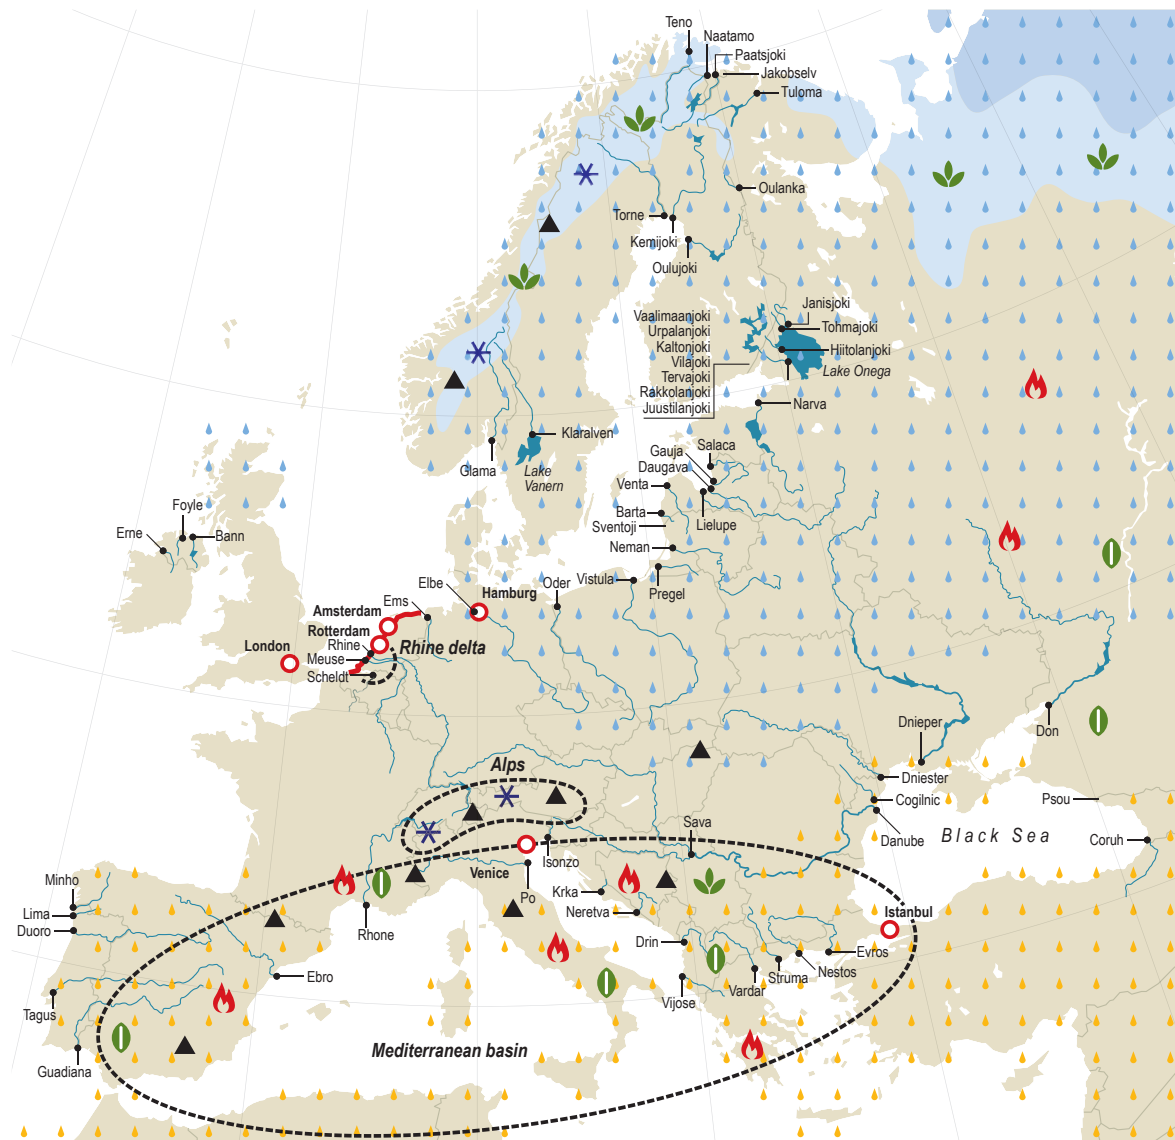 Teno
Naatamo
Paatsjoki
Jakobselv
Tuloma
Oulanka
Torne
Kemijoki
Oulujoki
Janisjoki
Vaalimaanjoki
Tohmajoki
Urpalanjoki
Kaltonjoki
Hiitolanjoki
Vilajoki
Lake Onega
Tervajoki
Rakkolanjoki
Juustilanjoki
Narva
Klaralven
Glama
Lake
Vanern
Salaca
Gauja
Daugava
Venta
Barta
Sventoji
Lielupe
Neman
Foyle
Erne
Bann
Pregel
Vistula
Oder
Elbe
Hamburg
Ems
Amsterdam
Rotterdam
Rhine
Rhine delta
London
Meuse
Scheldt
Dnieper
Don
Alps
Dniester
Cogilnic
Psou
Danube
Black Sea
Coruh
Sava
Isonzo
Venice
Po
Krka
Neretva
Minho
Lima
Duoro
Rhone
Istanbul
Drin
Evros
Nestos
Struma
Vardar
Vijose
Ebro
Tagus
Guadiana
Mediterranean basin